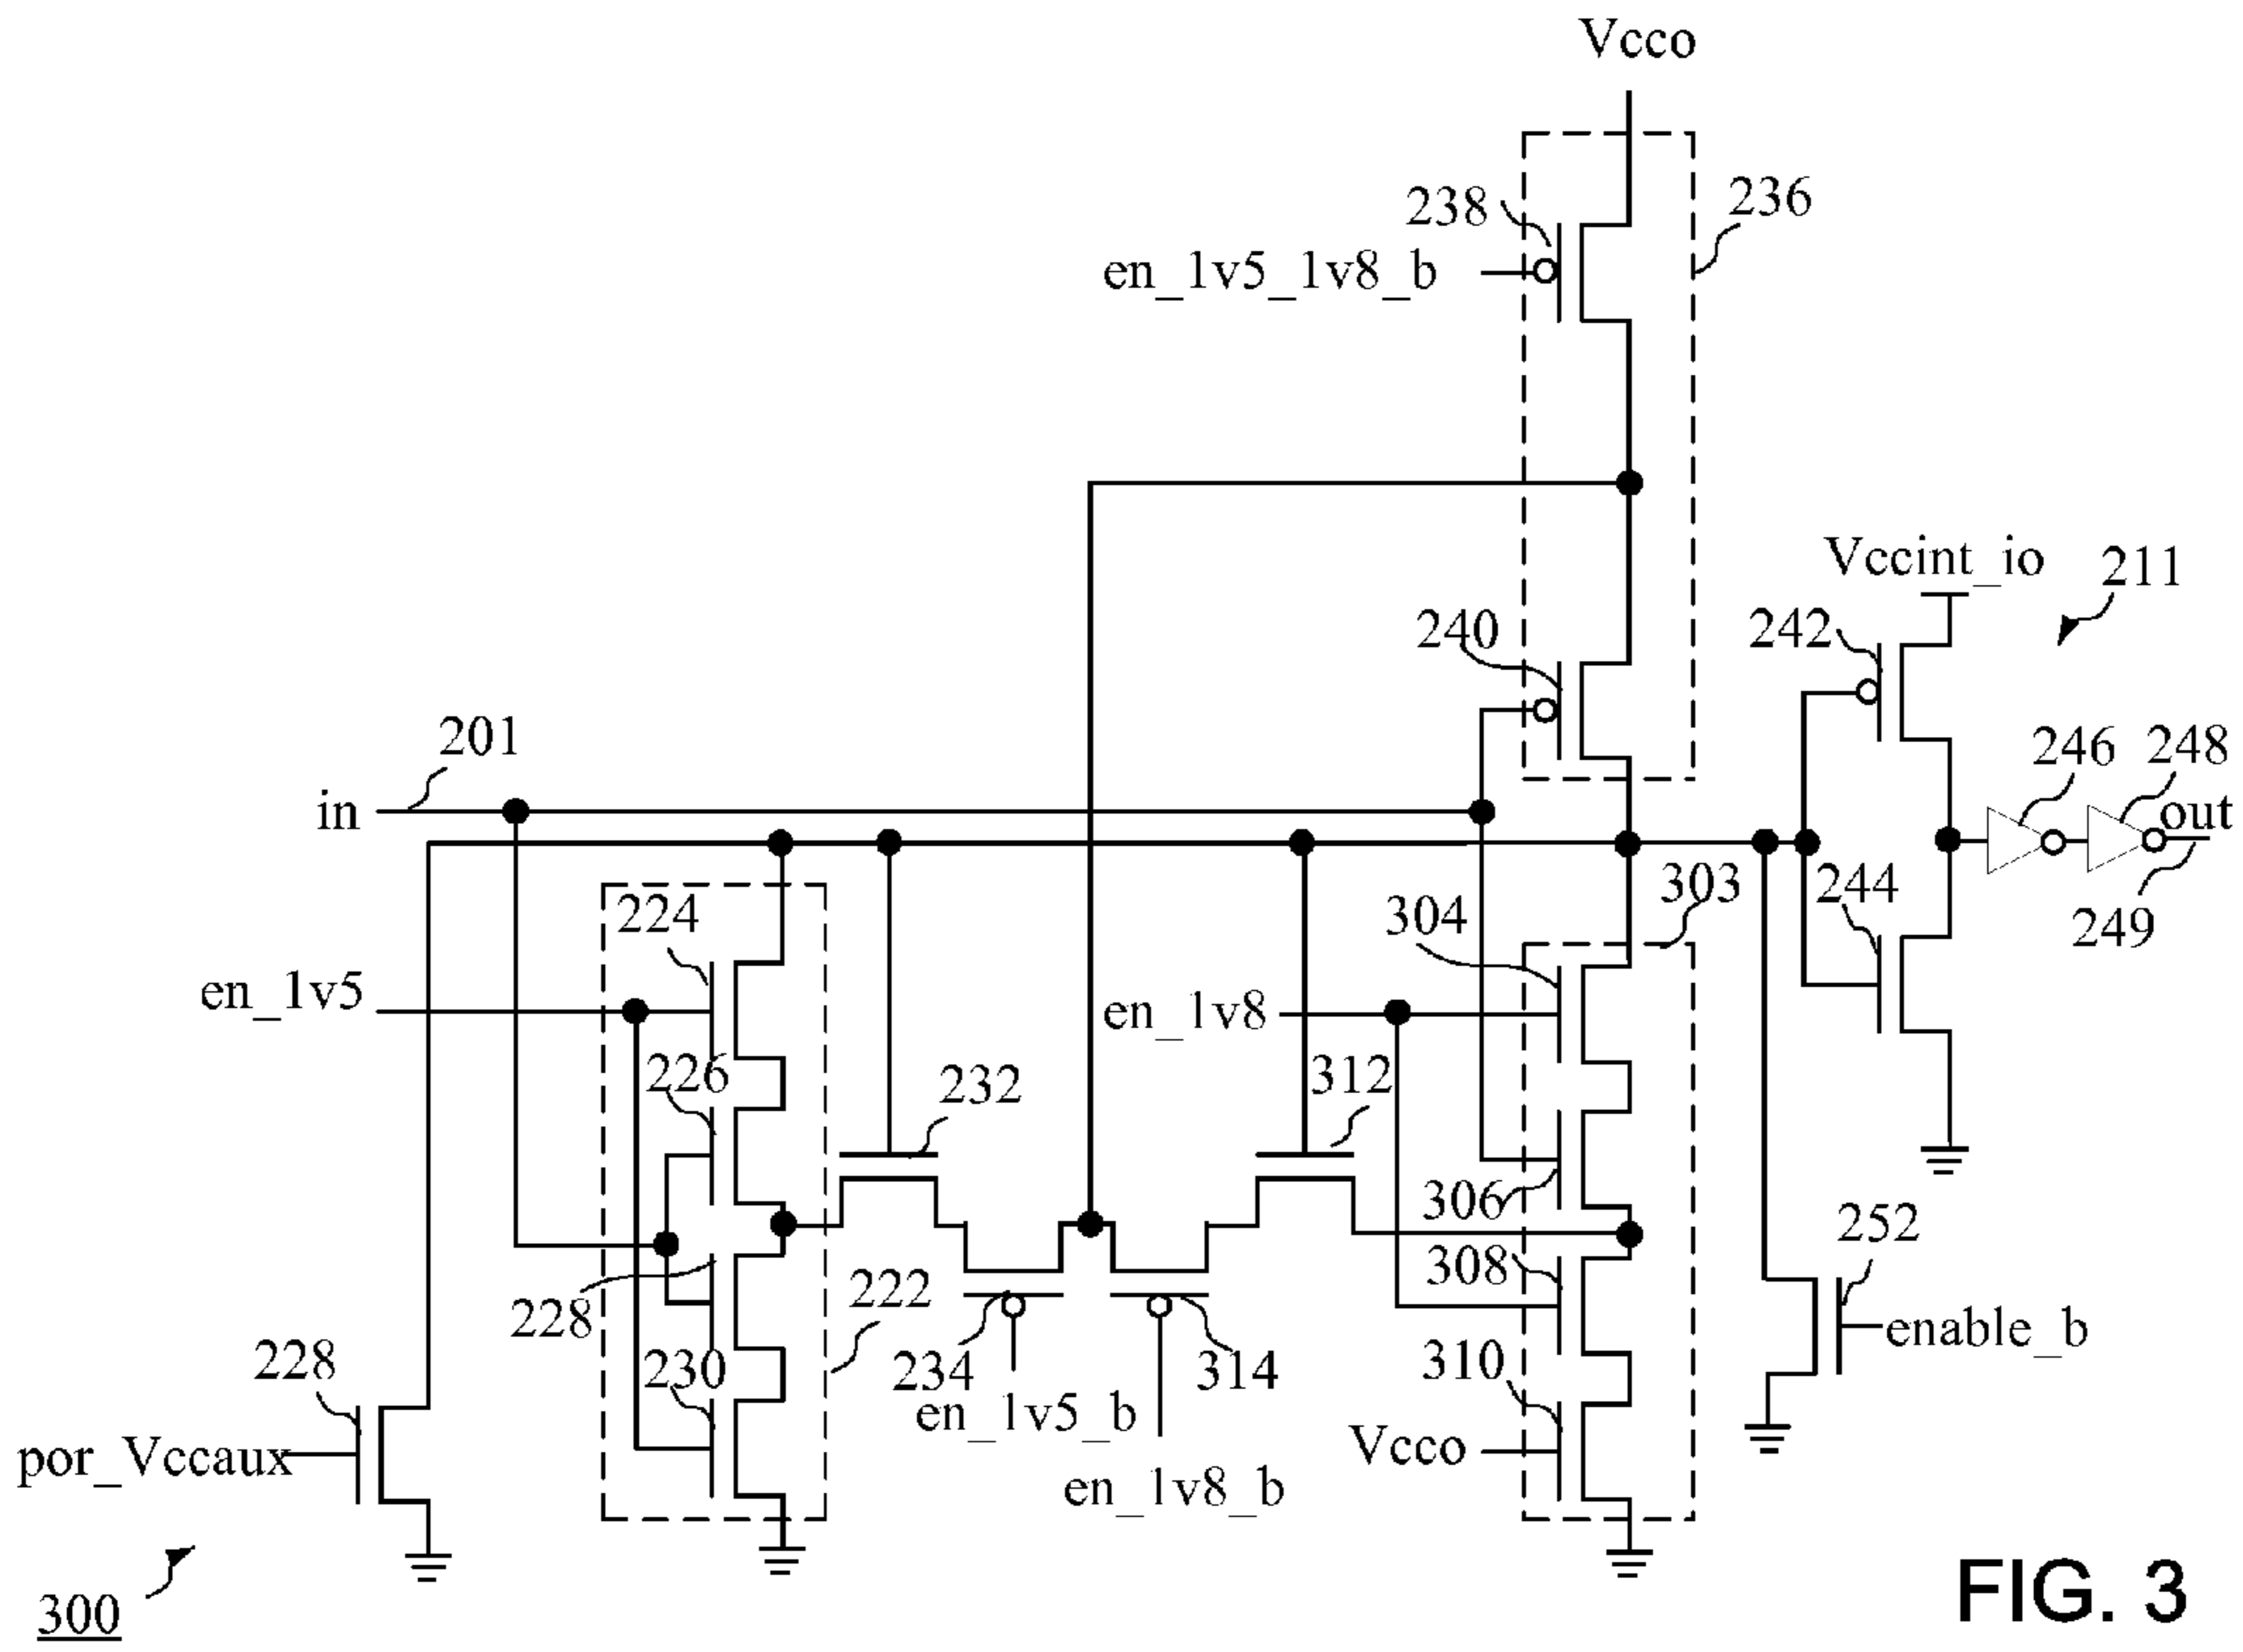 Vcco
238
236
en_1v5_1v8_b
Vccint_io
211
240
242
201
246
248
in
out
224
304
303
244
249
en_1v5
en_1v8
226
232
312
306
252
228
222
308
enable_b
228
230
234
314
310
en_1v5_b
por_Vccaux
Vcco
en_1v8_b
300
FIG. 3